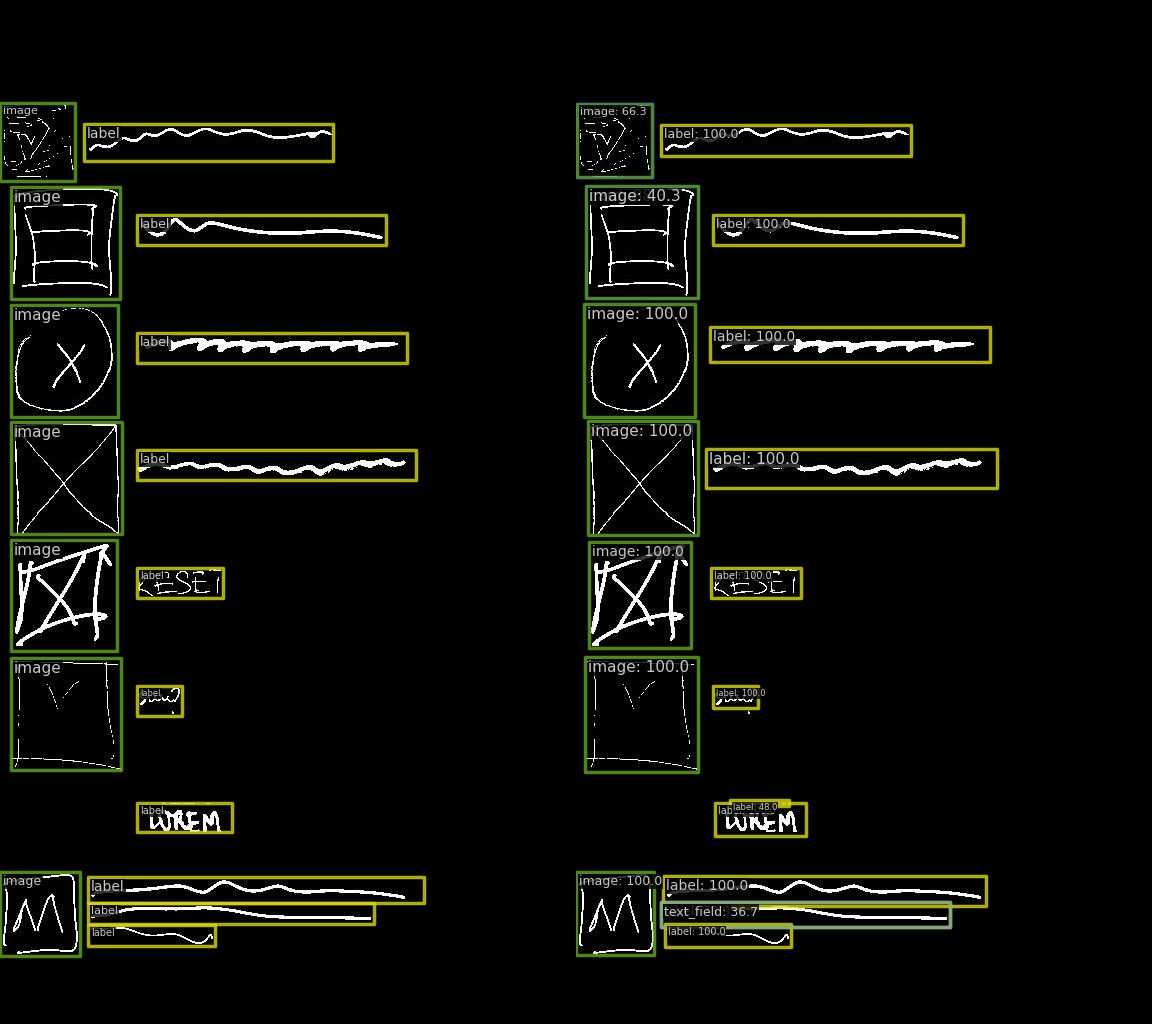 image label image: 66.3 label: 100.0
image label image: 40.3 label: 100.0
image label image: 100.0 label: 100.0
X X
image label image: 100.0 label: 100.0
image label image: 100.0 label: 100.0
RESET RESET
image label image: 100.0 label: 100.0
label label: 48.0
WREM WREM
image label image: 100.0 label: 100.0
M label M text_field: 36.7
label label: 100.0